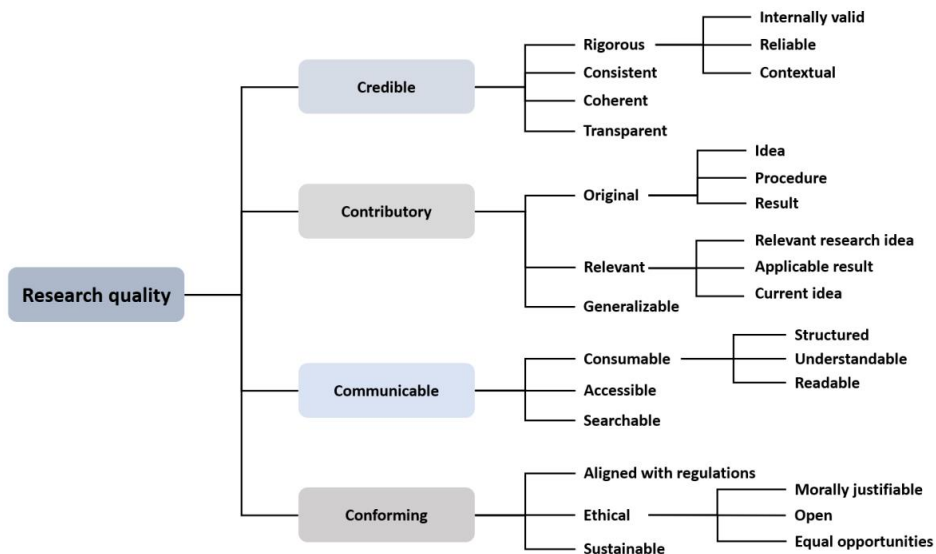 Research quality
Credible
Rigorous
Internally valid
Reliable
Contextual
Consistent
Coherent
Transparent
Contributory
Original
Idea
Procedure
Result
Relevant
Relevant research idea
Applicable result
Current idea
Generalizable
Communicable
Consumable
Structured
Understandable
Readable
Accessible
Searchable
Conforming
Aligned with regulations
Ethical
Morally justifiable
Open
Equal opportunities
Sustainable